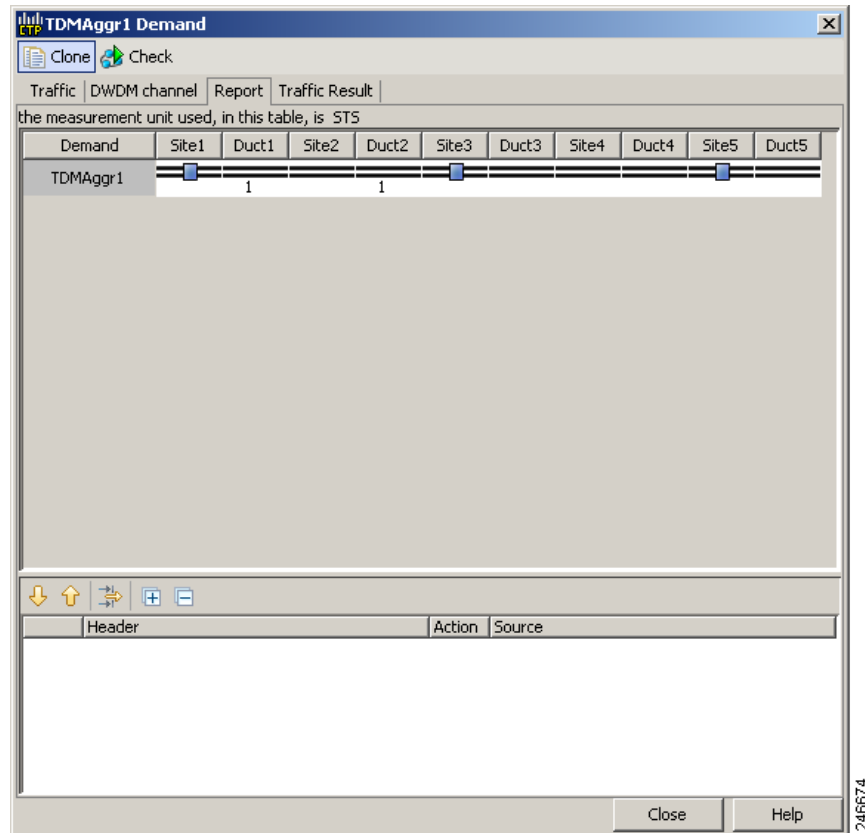 CTP TDMAggr1 Demand
Clone Check
Traffic DWDM channel Report Traffic Result
the measurement unit used, in this table, is STS
Demand Site1 Duct1 Site2 Duct2 Site3 Duct3 Site4 Duct4 Site5 Duct5
TDMAggr1
1 1
Header Action Source
Close Help
246674